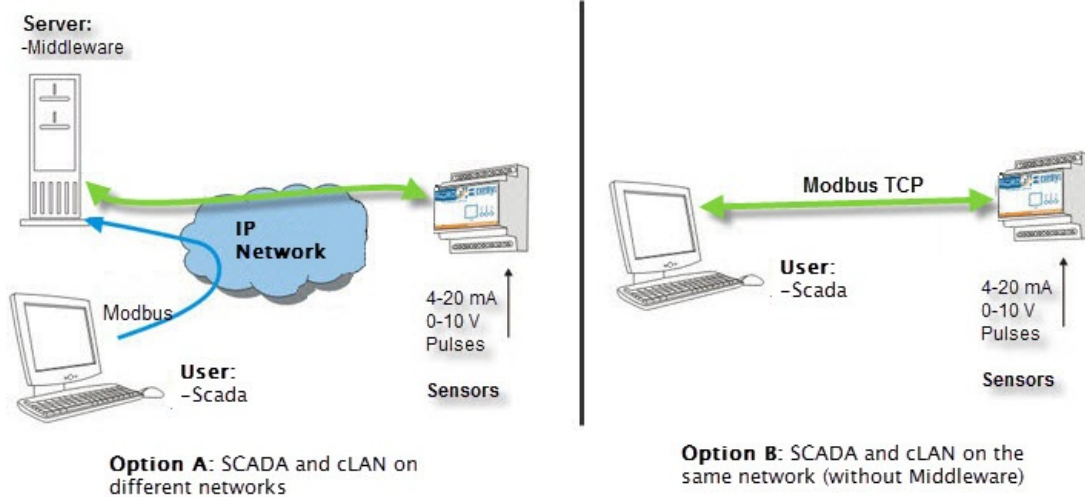 Server:
-Middleware
IP
Network
Modbus
User:
-Scada
4-20 mA
0-10 V
Pulses
Sensors
Option A: SCADA and cLAN on
different networks
Modbus TCP
User:
-Scada
4-20 mA
0-10 V
Pulses
Sensors
Option B: SCADA and cLAN on the
same network (without Middleware)